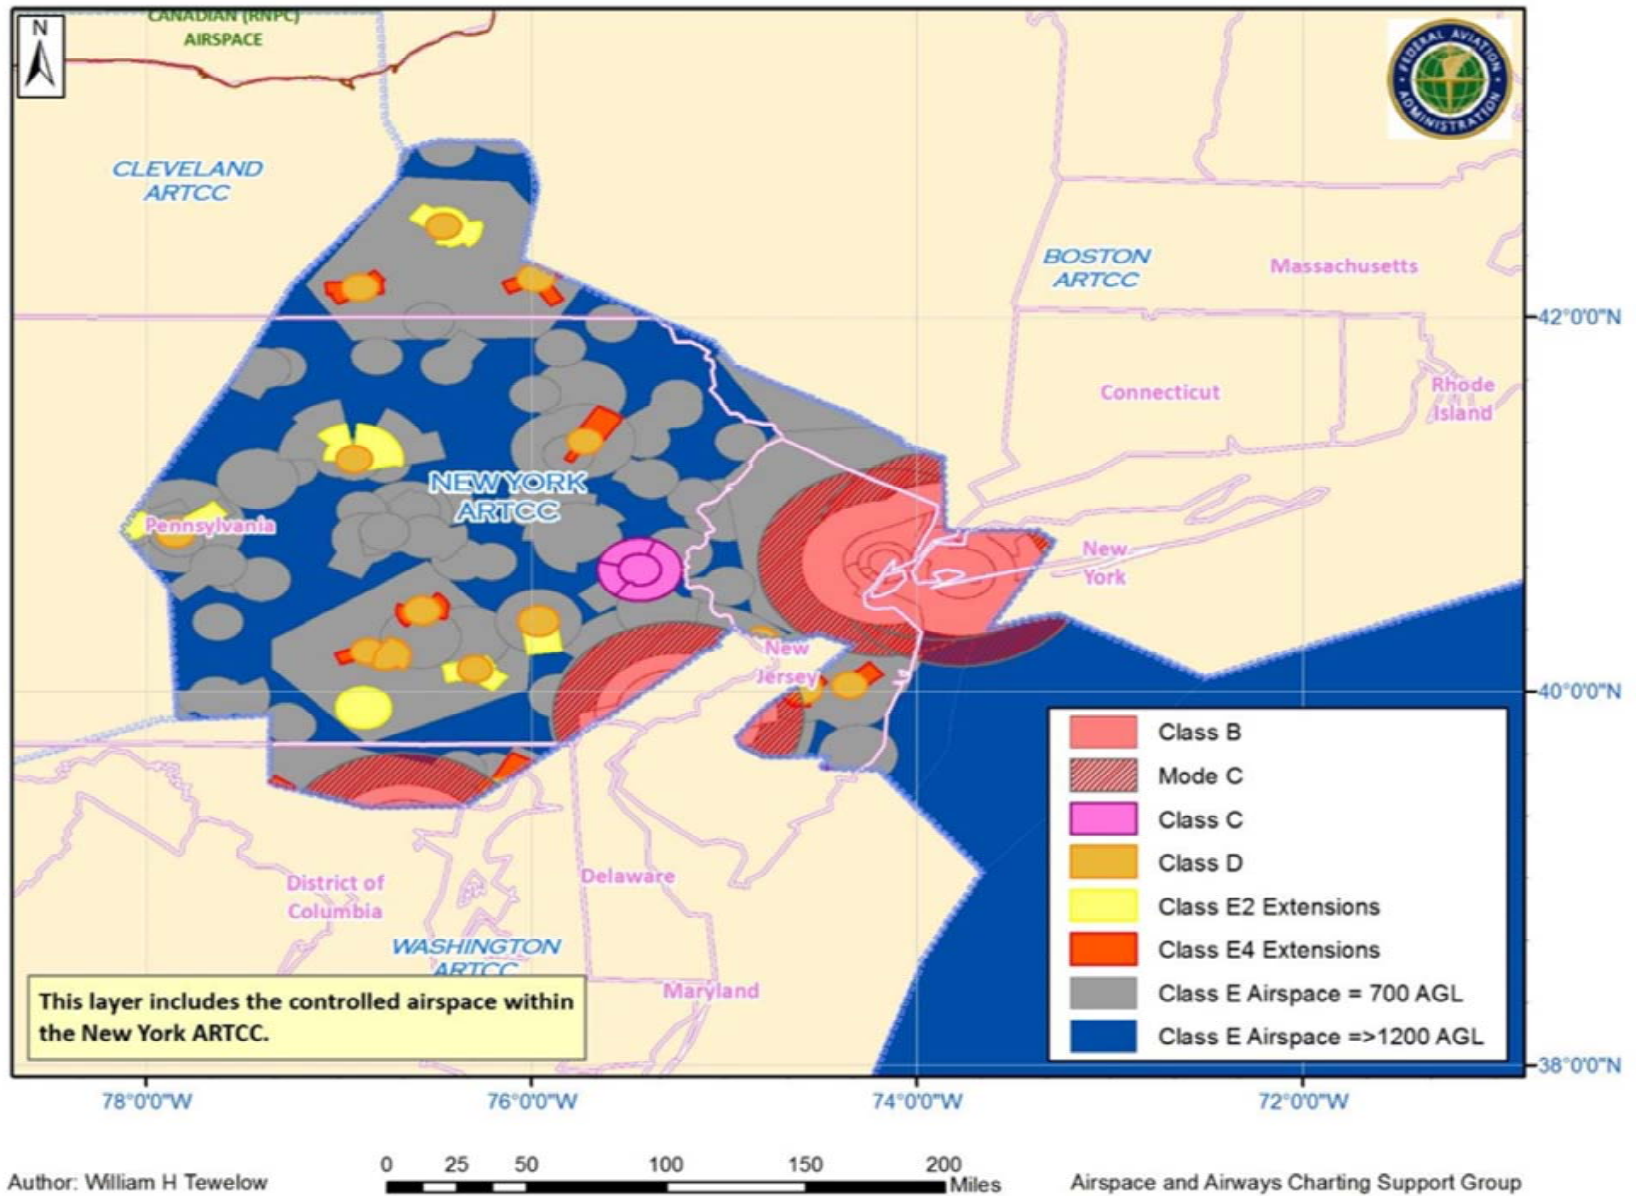 CANADIAN (RNPC)
AIRSPACE
N
FEDERAL AVIATION
ADMINISTRATION
CLEVELAND
ARTCC
BOSTON
ARTCC
Massachusetts
42°0'0"N
Connecticut
Rhode
Island
NEW YORK
ARTCC
Pennsylvania
New
York
New
Jersey
40°0'0"N
Class B
Mode C
Class C
Class D
Class E2 Extensions
Class E4 Extensions
Class E Airspace = 700 AGL
Class E Airspace =>1200 AGL
District of
Columbia
Delaware
WASHINGTON
ARTCC
Maryland
This layer includes the controlled airspace within
the New York ARTCC.
38°0'0"N
78°0'0"W
76°0'0"W
74°0'0"W
72°0'0"W
0 25 50 100 150 200
Miles
Author: William H Tewelow
Airspace and Airways Charting Support Group